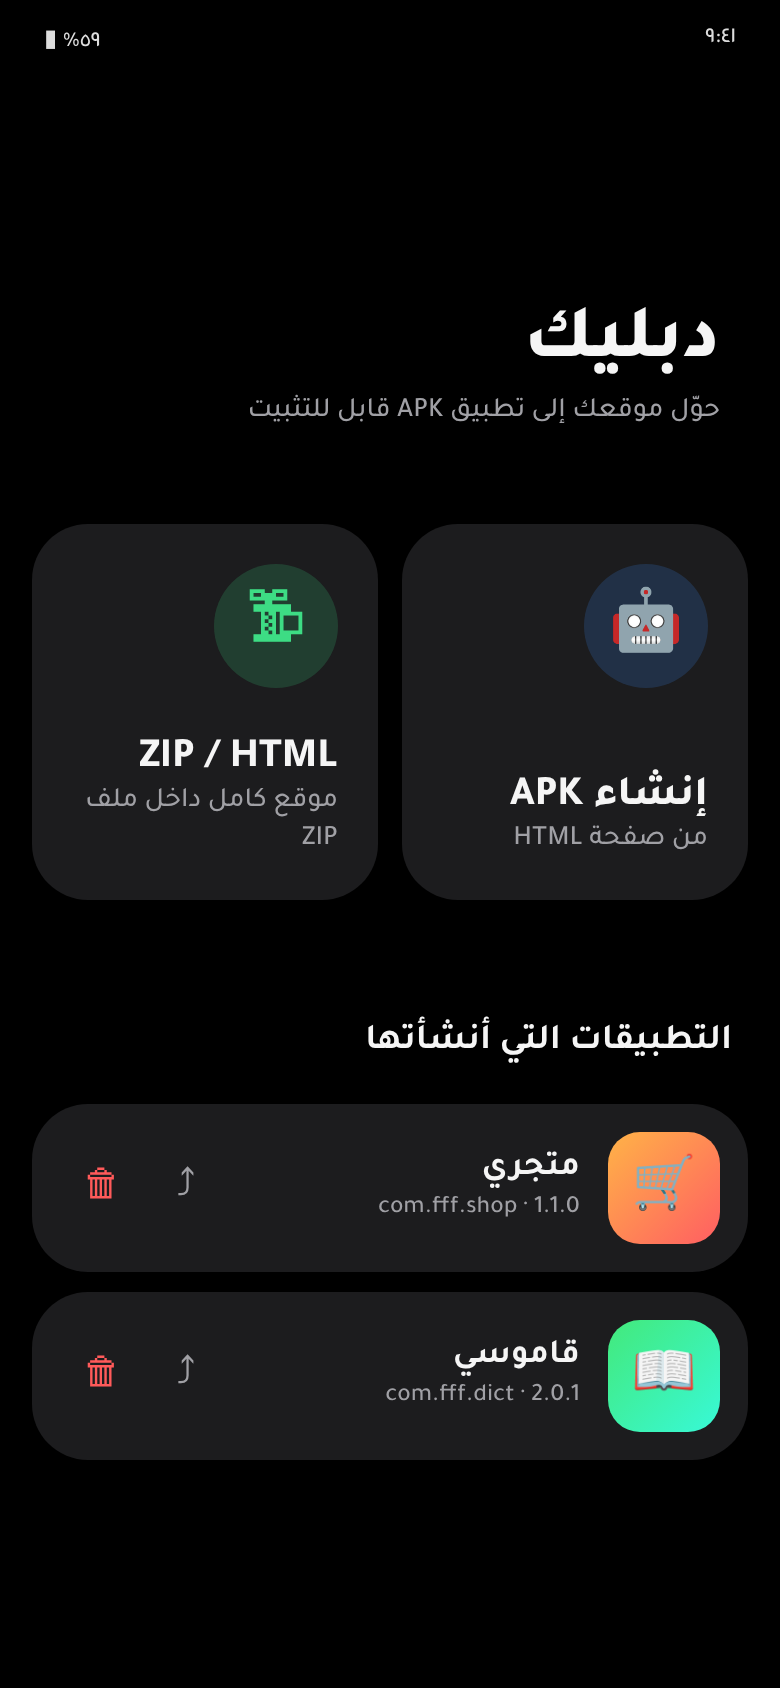 ٩:٤١
٥٩%
دبليك
حوّل موقعك إلى تطبيق APK قابل للتثبيت
إنشاء APK
من صفحة HTML
ZIP / HTML
موقع كامل داخل ملف
ZIP
التطبيقات التي أنشأتها
متجري
com.fff.shop · 1.1.0
قاموسي
com.fff.dict · 2.0.1